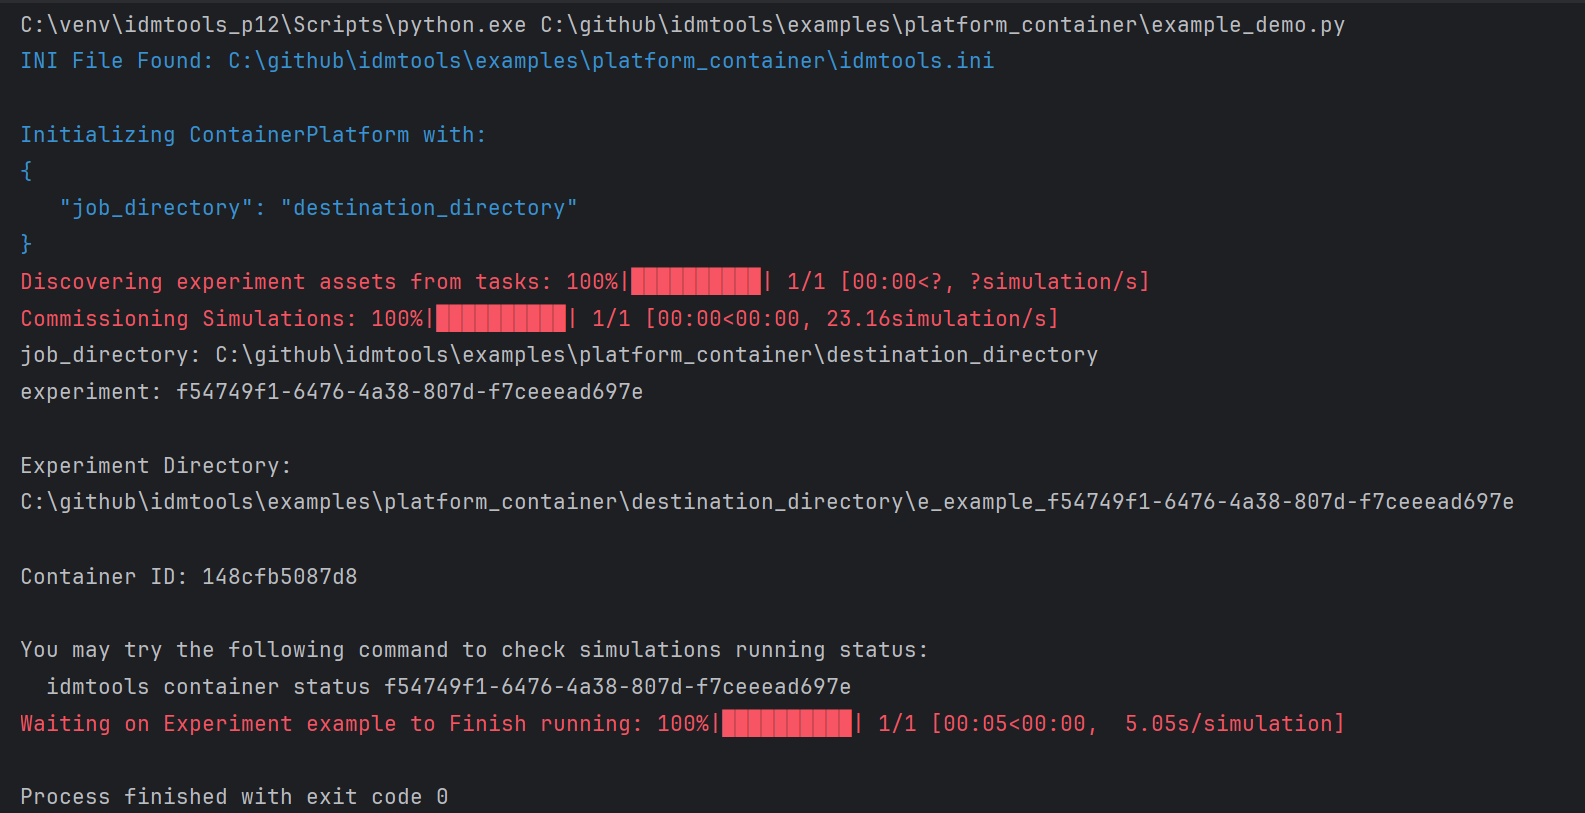 C:\venv\idmtools_p12\Scripts\python.exe C:\github\idmtools\examples\platform_container\example_demo.py
INI File Found: C:\github\idmtools\examples\platform_container\idmtools.ini
Initializing ContainerPlatform with:
{
   "job_directory": "destination_directory"
}
Discovering experiment assets from tasks: 100%|██████████| 1/1 [00:00<?, ?simulation/s]
Commissioning Simulations: 100%|██████████| 1/1 [00:00<00:00, 23.16simulation/s]
job_directory: C:\github\idmtools\examples\platform_container\destination_directory
experiment: f54749f1-6476-4a38-807d-f7ceeead697e
Experiment Directory:
C:\github\idmtools\examples\platform_container\destination_directory\e_example_f54749f1-6476-4a38-807d-f7ceeead697e
Container ID: 148cfb5087d8
You may try the following command to check simulations running status:
  idmtools container status f54749f1-6476-4a38-807d-f7ceeead697e
Waiting on Experiment example to Finish running: 100%|██████████| 1/1 [00:05<00:00,  5.05s/simulation]
Process finished with exit code 0